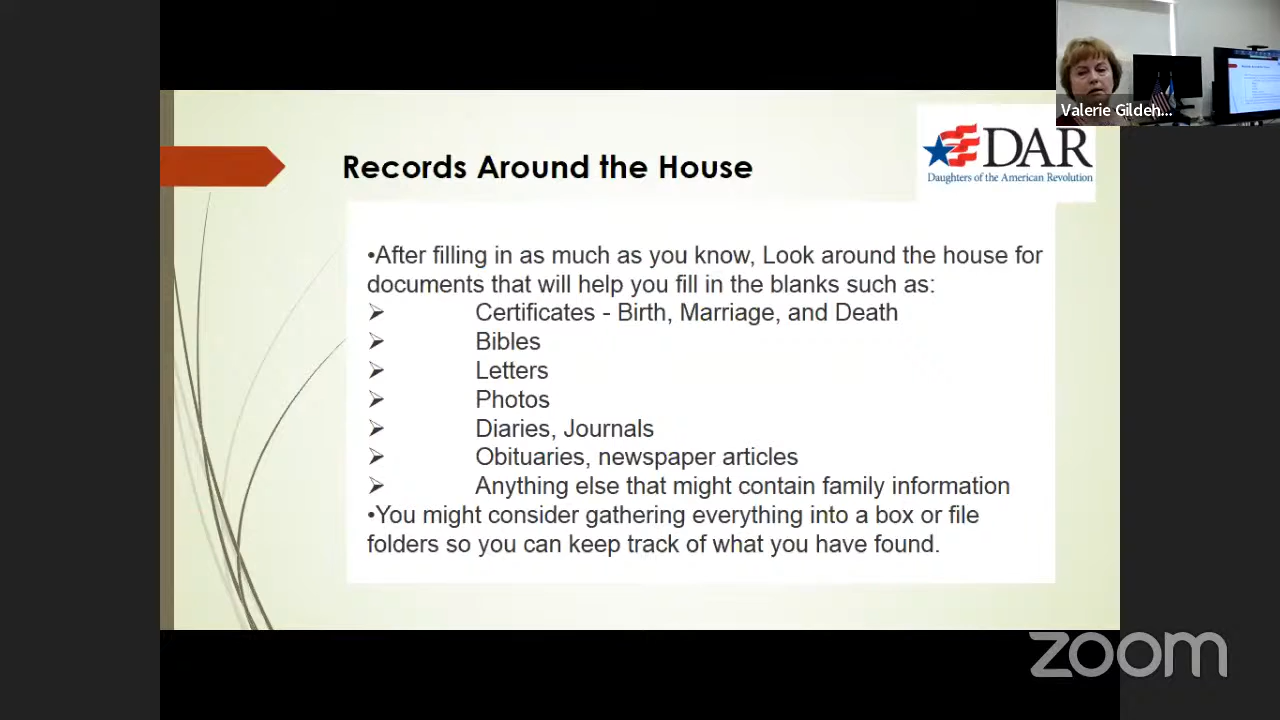 Valerie Gildeh...
Records Around the House
DAR
Daughters of the American Revolution
•After filling in as much as you know, Look around the house for
documents that will help you fill in the blanks such as:
➢ Certificates - Birth, Marriage, and Death
➢ Bibles
➢ Letters
➢ Photos
➢ Diaries, Journals
➢ Obituaries, newspaper articles
➢ Anything else that might contain family information
•You might consider gathering everything into a box or file
folders so you can keep track of what you have found.
zoom